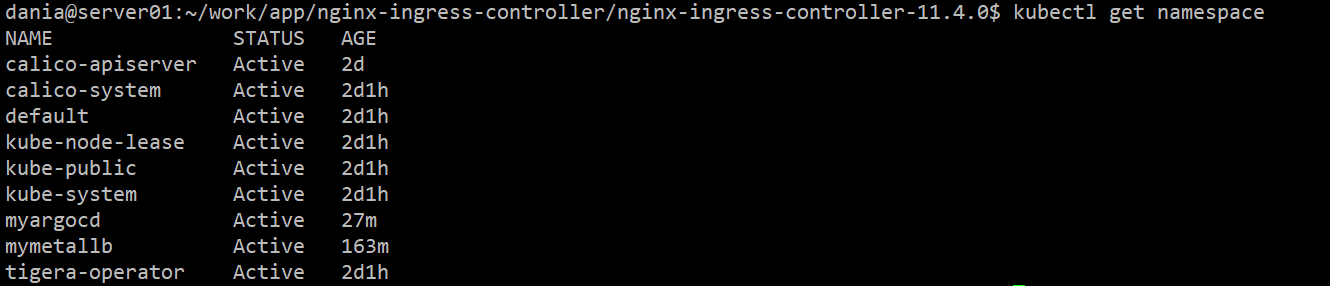 dania@server01:~/work/app/nginx-ingress-controller/nginx-ingress-controller-11.4.0$ kubectl get namespace
NAME STATUS AGE
calico-apiserver Active 2d
calico-system Active 2d1h
default Active 2d1h
kube-node-lease Active 2d1h
kube-public Active 2d1h
kube-system Active 2d1h
myargocd Active 27m
mymetallb Active 163m
tigera-operator Active 2d1h